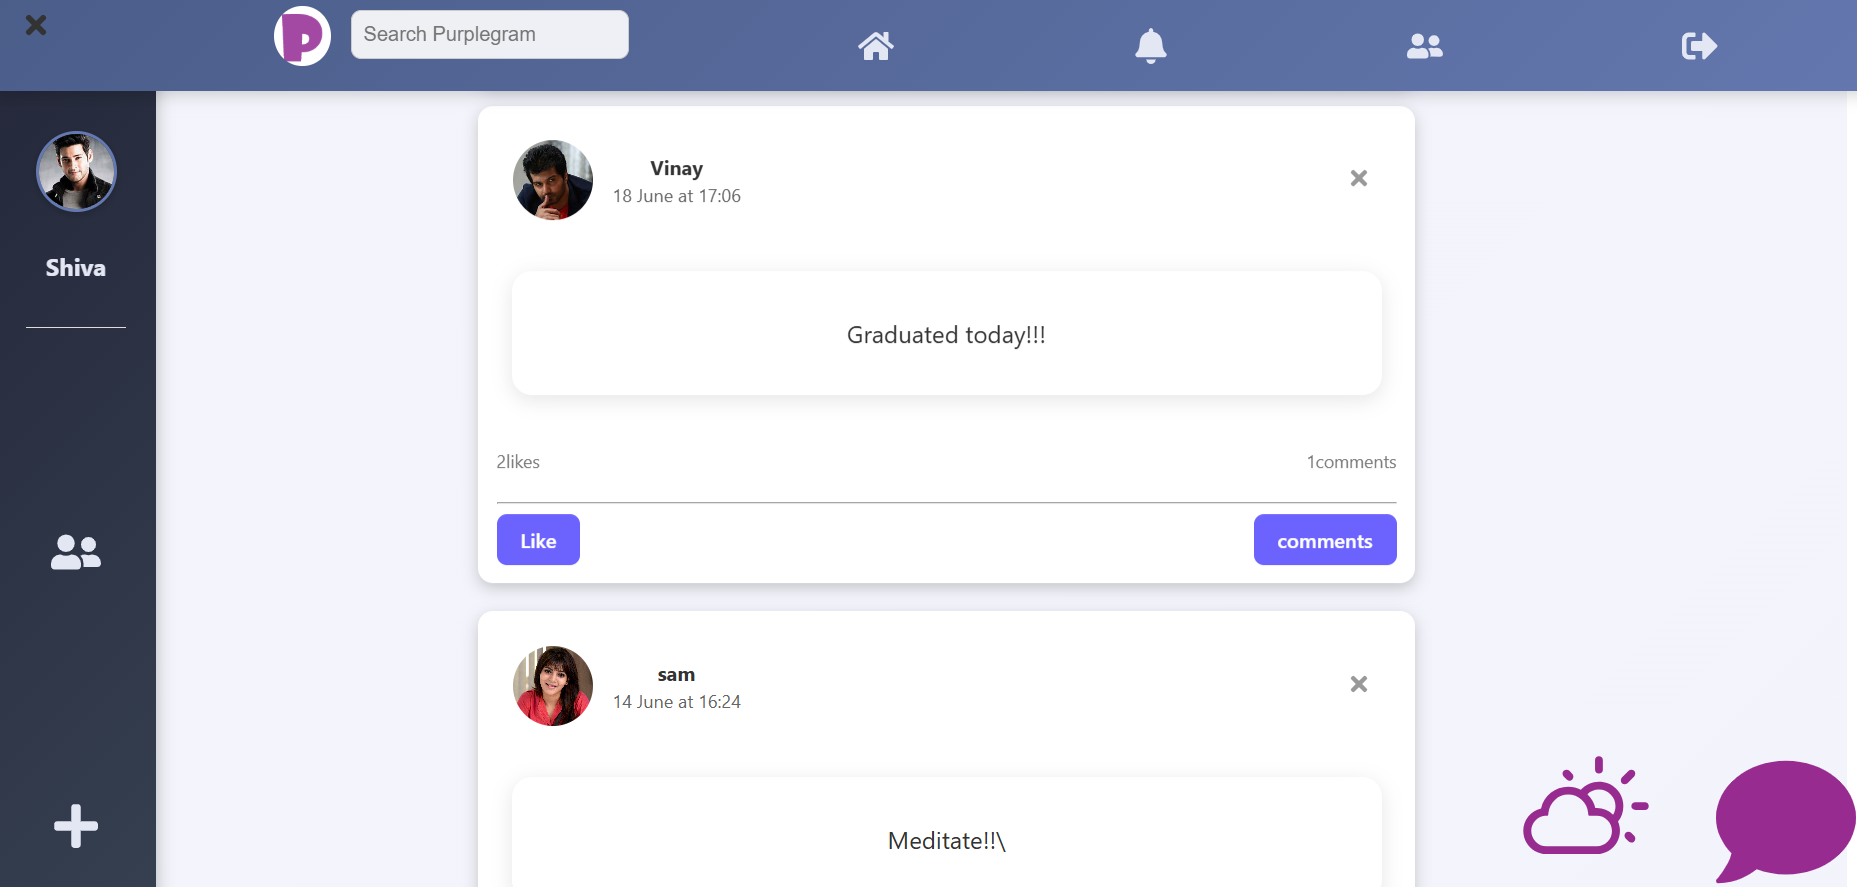 P
Search Purplegram
Shiva
Vinay
18 June at 17:06
Graduated today!!!
2likes
1comments
Like
comments
sam
14 June at 16:24
Meditate!!\